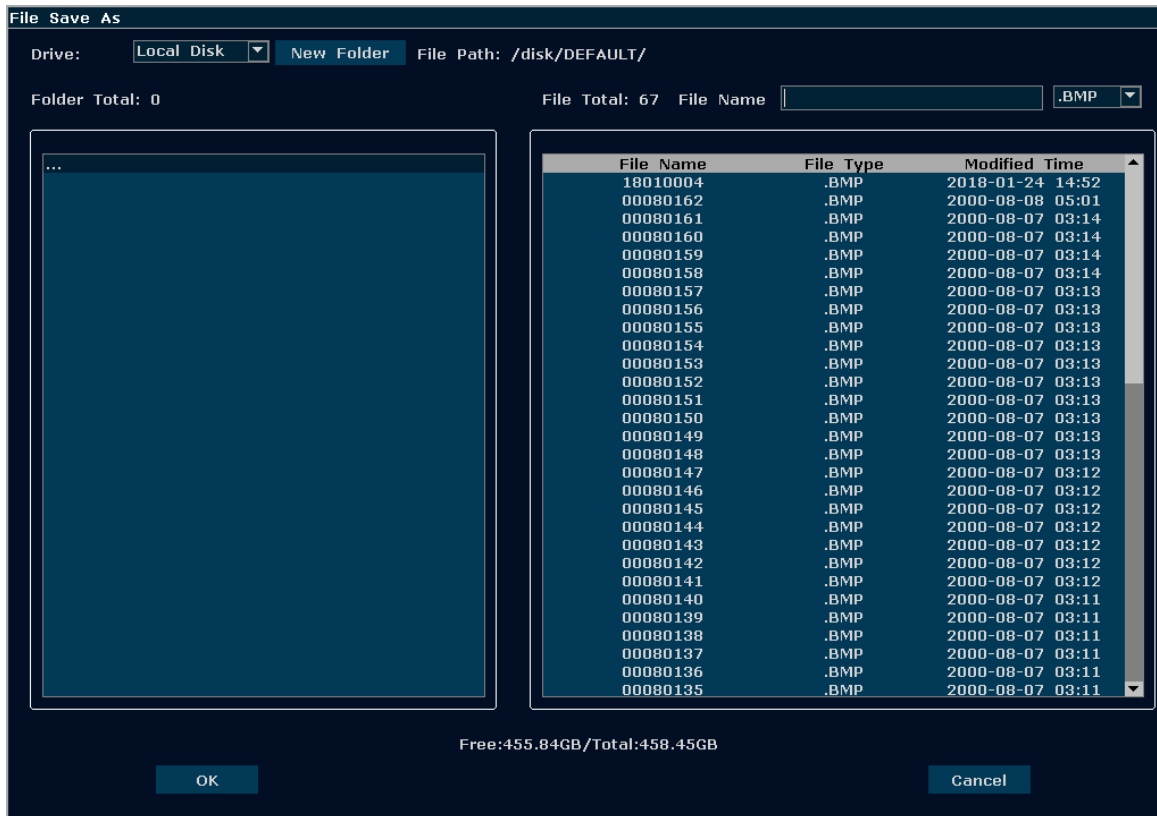 File Save As
Drive: Local Disk New Folder File Path: /disk/DEFAULT/
Folder Total: 0 File Total: 67 File Name .BMP
...
File Name File Type Modified Time
18010004 .BMP 2018-01-24 14:52
00080162 .BMP 2000-08-08 05:01
00080161 .BMP 2000-08-07 03:14
00080160 .BMP 2000-08-07 03:14
00080159 .BMP 2000-08-07 03:14
00080158 .BMP 2000-08-07 03:14
00080157 .BMP 2000-08-07 03:13
00080156 .BMP 2000-08-07 03:13
00080155 .BMP 2000-08-07 03:13
00080154 .BMP 2000-08-07 03:13
00080153 .BMP 2000-08-07 03:13
00080152 .BMP 2000-08-07 03:13
00080151 .BMP 2000-08-07 03:13
00080150 .BMP 2000-08-07 03:13
00080149 .BMP 2000-08-07 03:13
00080148 .BMP 2000-08-07 03:13
00080147 .BMP 2000-08-07 03:12
00080146 .BMP 2000-08-07 03:12
00080145 .BMP 2000-08-07 03:12
00080144 .BMP 2000-08-07 03:12
00080143 .BMP 2000-08-07 03:12
00080142 .BMP 2000-08-07 03:12
00080141 .BMP 2000-08-07 03:12
00080140 .BMP 2000-08-07 03:11
00080139 .BMP 2000-08-07 03:11
00080138 .BMP 2000-08-07 03:11
00080137 .BMP 2000-08-07 03:11
00080136 .BMP 2000-08-07 03:11
00080135 .BMP 2000-08-07 03:11
Free:455.84GB/Total:458.45GB
OK Cancel